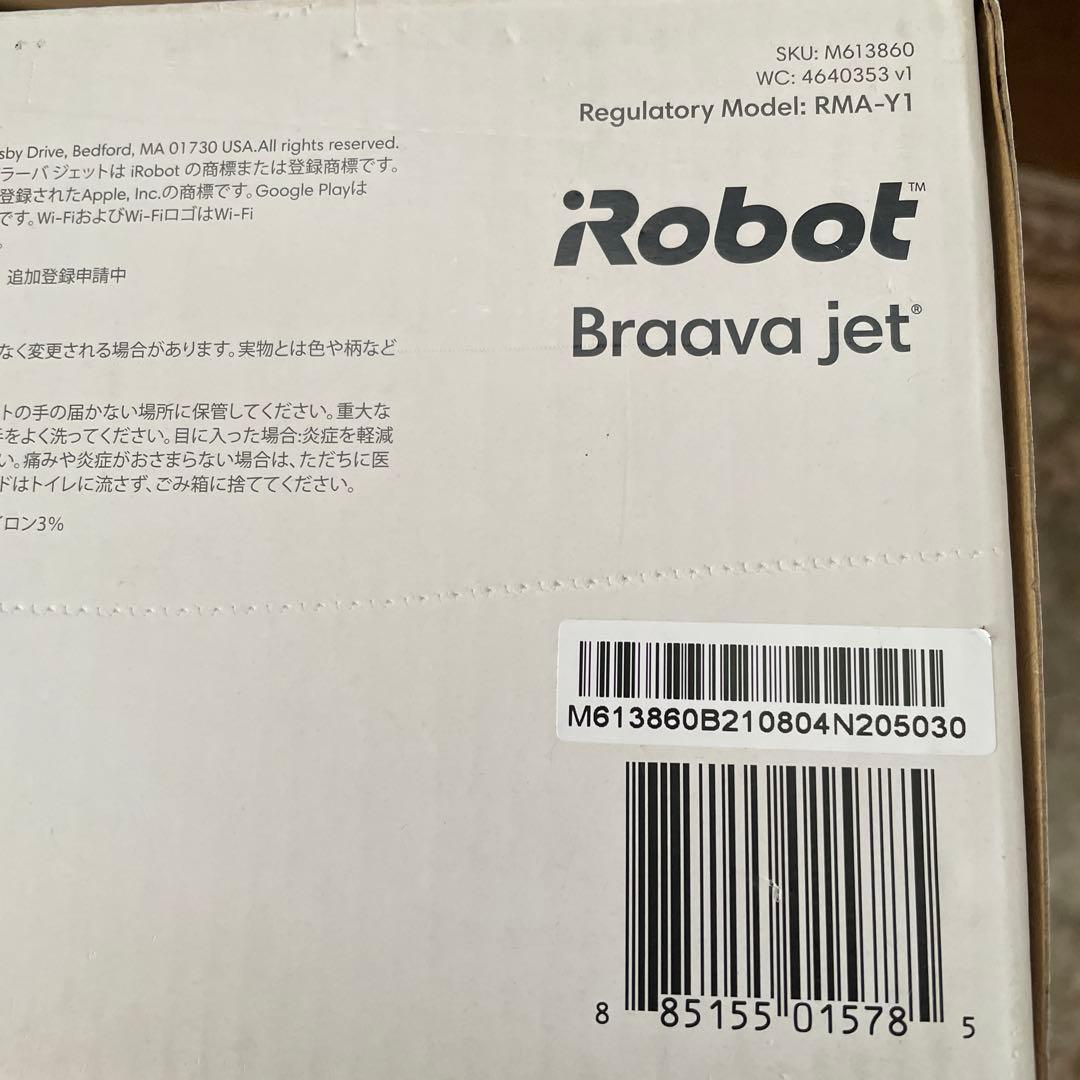 SKU: M613860
WC: 4640353 v1
Regulatory Model: RMA-Y1
sby Drive, Bedford, MA 01730 USA.All rights reserved.
ラーバ ジェットは iRobot の商標または登録商標です。
登録されたApple, Inc.の商標です。Google Playは
です。Wi-FiおよびWi-FiロゴはWi-Fi
。
追加登録申請中
なく変更される場合があります。実物とは色や柄など
トの手の届かない場所に保管してください。重大な
手をよく洗ってください。目に入った場合:炎症を軽減
い。痛みや炎症がおさまらない場合は、ただちに医
ドはトイレに流さず、ごみ箱に捨ててください。
イロン3%
iRobot™
Braava jet®
M613860B210804N205030
8 85155 01578 5